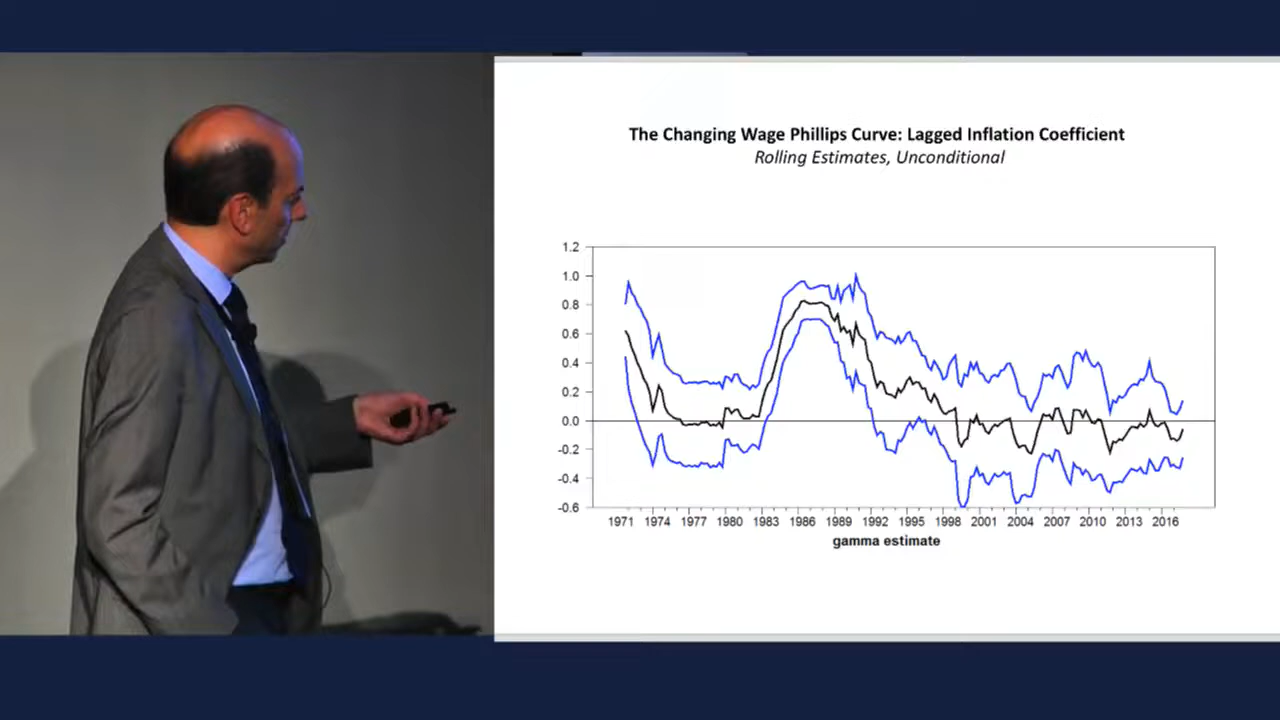 The Changing Wage Phillips Curve: Lagged Inflation Coefficient
Rolling Estimates, Unconditional
1.2
1.0
0.8
0.6
0.4
0.2
0.0
-0.2
-0.4
-0.6
1971 1974 1977 1980 1983 1986 1989 1992 1995 1998 2001 2004 2007 2010 2013 2016
gamma estimate